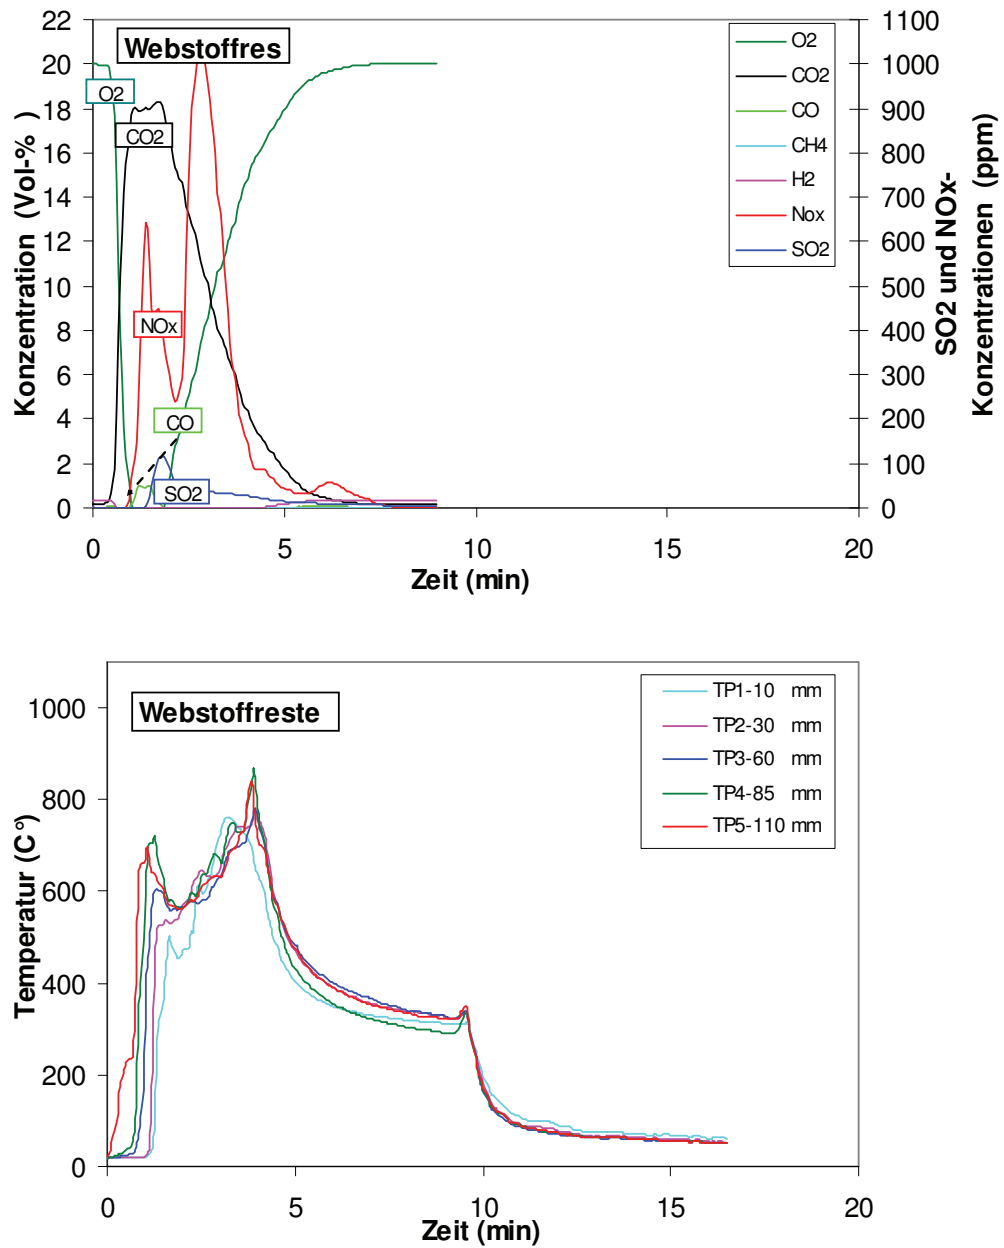 Webstoffres
O2
CO2
NOx
CO
SO2
O2
CO2
CO
CH4
H2
Nox
SO2
22
20
18
16
14
12
10
8
6
4
2
0
1100
1000
900
800
700
600
500
400
300
200
100
0
0 5 10 15 20
Konzentration (Vol-%)
SO2 und NOx-
Konzentrationen (ppm)
Zeit (min)
Webstoffreste
TP1-10 mm
TP2-30 mm
TP3-60 mm
TP4-85 mm
TP5-110 mm
1000
800
600
400
200
0
0 5 10 15 20
Temperatur (C°)
Zeit (min)